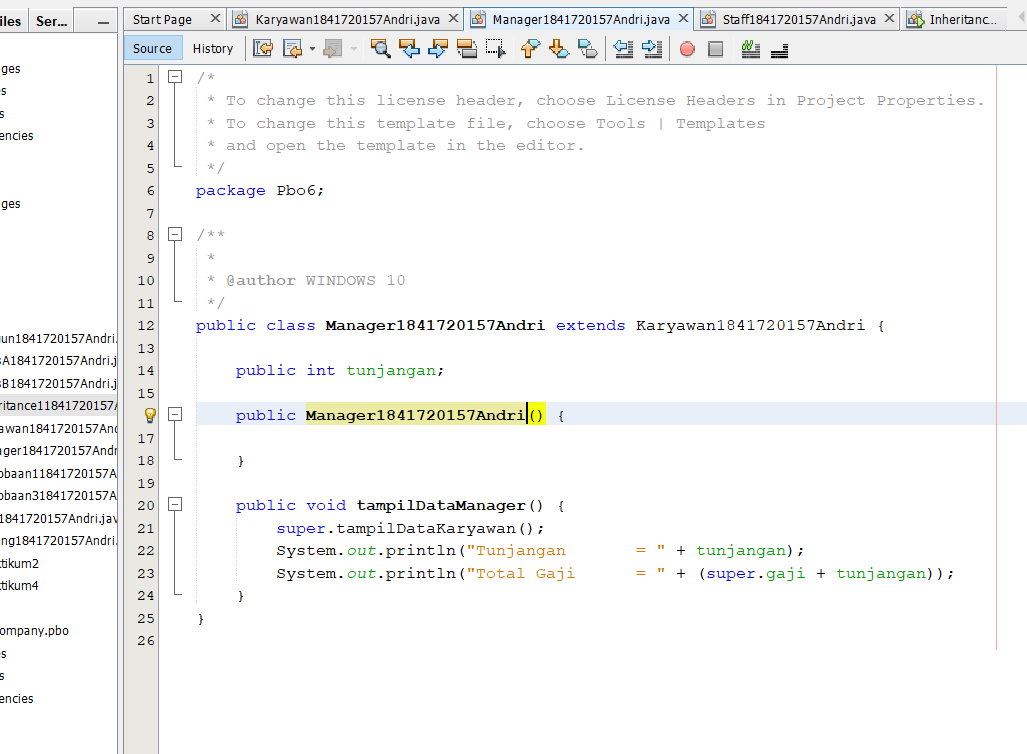 iles Ser...
Start Page Karyawan1841720157Andri.java Manager1841720157Andri.java Staff1841720157Andri.java Inheritanc...
Source History
ges
s
s
encies
ges
un1841720157Andri.
A1841720157Andri.j
B1841720157Andri.j
ritance11841720157A
awan1841720157And
ager1841720157Andr
obaan11841720157A
obaan31841720157A
1841720157Andri.jav
ng1841720157Andri.
tikum2
tikum4
ompany.pbo
s
s
encies
1 /*
2 * To change this license header, choose License Headers in Project Properties.
3 * To change this template file, choose Tools | Templates
4 * and open the template in the editor.
5 */
6 package Pbo6;
7
8 /**
9 *
10 * @author WINDOWS 10
11 */
12 public class Manager1841720157Andri extends Karyawan1841720157Andri {
13
14 public int tunjangan;
15
public Manager1841720157Andri() {
17
18 }
19
20 public void tampilDataManager() {
21 super.tampilDataKaryawan();
22 System.out.println("Tunjangan       = " + tunjangan);
23 System.out.println("Total Gaji      = " + (super.gaji + tunjangan));
24 }
25 }
26